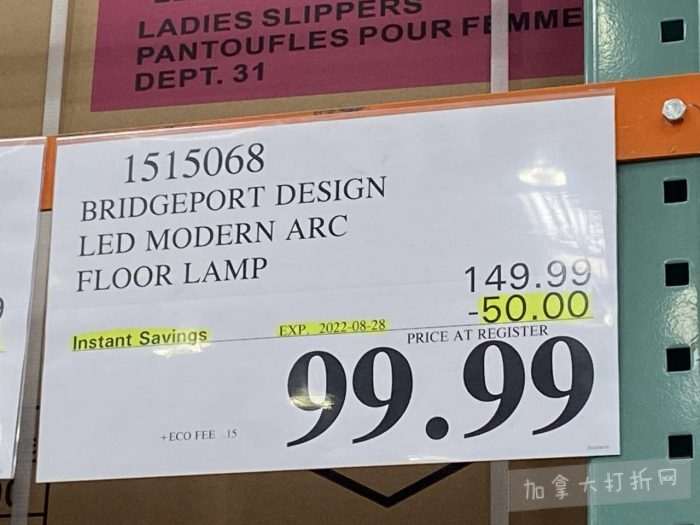 LADIES SLIPPERS
PANTOUFLES POUR FEMME
DEPT. 31
1515068
BRIDGEPORT DESIGN
LED MODERN ARC
FLOOR LAMP
149.99
Instant Savings EXP. 2022-08-28 -50.00
PRICE AT REGISTER
99.99
+ECO FEE .15
加拿大打折网